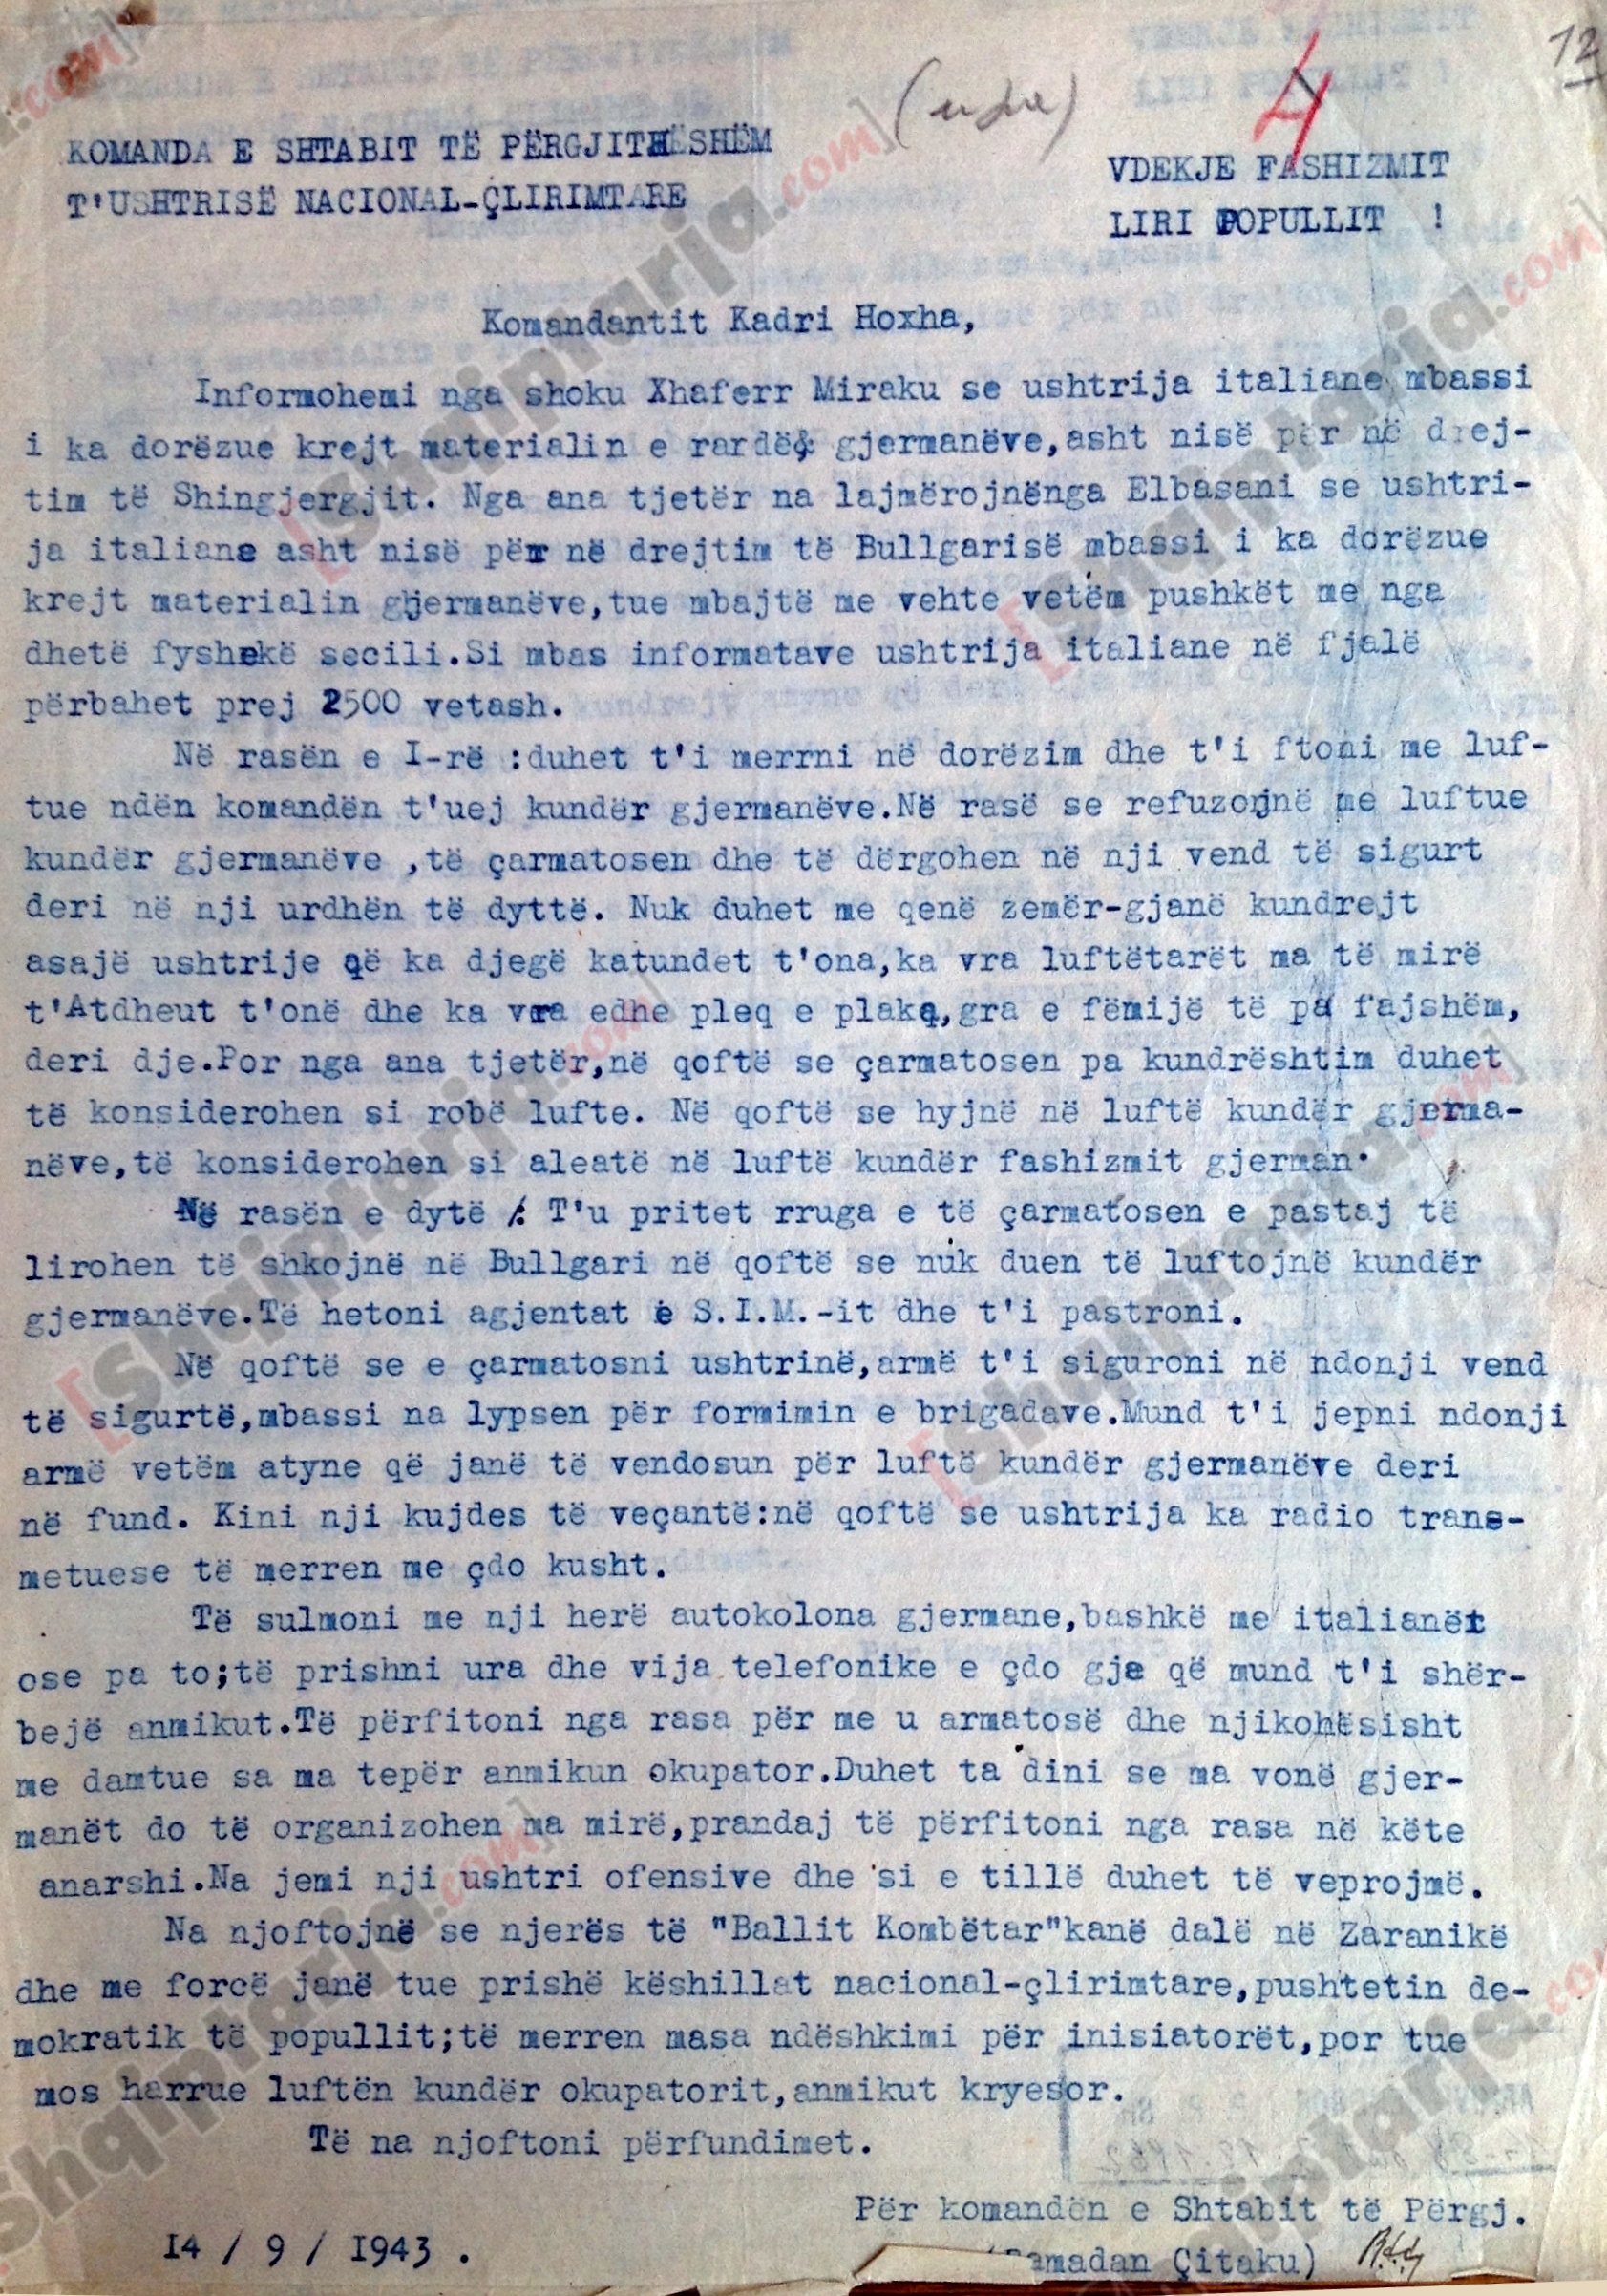 12
4
KOMANDA E SHTABIT TË PËRGJITHËSHËM
T'USHTRISË NACIONAL-ÇLIRIMTARE
VDEKJE FASHIZMIT
LIRI POPULLIT !
Komandantit Kadri Hoxha,
Informohemi nga shoku Xhaferr Miraku se ushtrija italiane mbassi
i ka dorëzue krejt materialin e rardë& gjermanëve,asht nisë për në drej-
tim të Shingjergjit. Nga ana tjetër na lajmërojnënga Elbasani se ushtri-
ja italiane asht nisë për në drejtim të Bullgarisë mbassi i ka dorëzue
krejt materialin gjermanëve,tue mbajtë me vehte vetëm pushkët me nga
dhetë fyshekë secili.Si mbas informatave ushtrija italiane në fjalë
përbahet prej 2500 vetash.
Në rasën e I-rë :duhet t'i merrni në dorëzim dhe t'i ftoni me luf-
tue ndën komandën t'uej kundër gjermanëve.Në rasë se refuzojnë me luftue
kundër gjermanëve ,të çarmatosen dhe të dërgohen në nji vend të sigurt
deri në nji urdhën të dyttë. Nuk duhet me qenë zemër-gjanë kundrejt
asajë ushtrije që ka djegë katundet t'ona,ka vra luftëtarët ma të mirë
t'Atdheut t'onë dhe ka vra edhe pleq e plakq,gra e fëmijë të pa fajshëm,
deri dje.Por nga ana tjetër,në qoftë se çarmatosen pa kundrështim duhet
të konsiderohen si robë lufte. Në qoftë se hyjnë në luftë kundër gjerma-
nëve,të konsiderohen si aleatë në luftë kundër fashizmit gjerman.
Në rasën e dytë : T'u pritet rruga e të çarmatosen e pastaj të
lirohen të shkojnë në Bullgari në qoftë se nuk duen të luftojnë kundër
gjermanëve.Të hetoni agjentat e S.I.M.-it dhe t'i pastroni.
Në qoftë se e çarmatosni ushtrinë,armë t'i siguroni në ndonji vend
të sigurtë,mbassi na lypsen për formimin e brigadave.Mund t'i jepni ndonji
armë vetëm atyne që janë të vendosun për luftë kundër gjermanëve deri
në fund. Kini nji kujdes të veçantë:në qoftë se ushtrija ka radio trans-
metuese të merren me çdo kusht.
Të sulmoni me nji herë autokolona gjermane,bashkë me italianët
ose pa to;të prishni ura dhe vija telefonike e çdo gja që mund t'i shër-
bejë anmikut.Të përfitoni nga rasa për me u armatosë dhe njikohësisht
me damtue sa ma tepër anmikun okupator.Duhet ta dini se ma vonë gjer-
manët do të organizohen ma mirë,prandaj të përfitoni nga rasa në këte
anarshi.Na jemi nji ushtri ofensive dhe si e tillë duhet të veprojmë.
Na njoftojnë se njerës të "Ballit Kombëtar"kanë dalë në Zaranikë
dhe me forcë janë tue prishë këshillat nacional-çlirimtare,pushtetin de-
mokratik të popullit;të merren masa ndëshkimi për inisiatorët,por tue
mos harrue luftën kundër okupatorit,anmikut kryesor.
Të na njoftoni përfundimet.
Për komandën e Shtabit të Përgj.
14 / 9 / 1943 .
(Ramadan Çitaku)
[Shqiptarja.com]